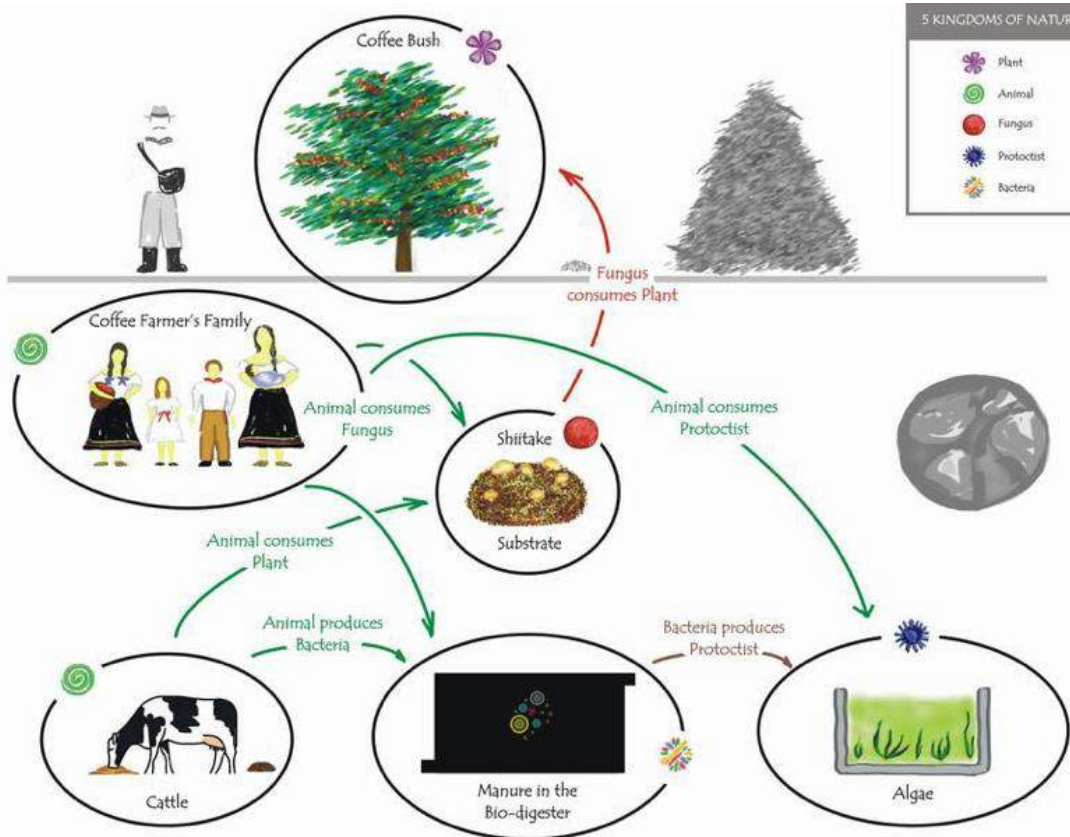 5 KINGDOMS OF NATUR
Plant
Animal
Fungus
Protoctist
Bacteria
Coffee Bush
Fungus
consumes Plant
Coffee Farmer's Family
Animal consumes
Fungus
Animal consumes
Protoctist
Shiitake
Substrate
Animal consumes
Plant
Animal produces
Bacteria
Bacteria produces
Protoctist
Cattle
Manure in the
Bio-digester
Algae